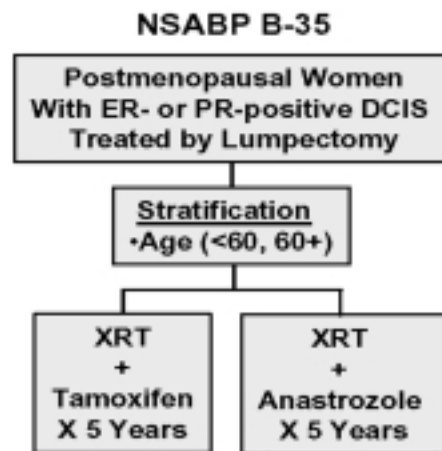 NSABP B-35
Postmenopausal Women
With ER- or PR-positive DCIS
Treated by Lumpectomy
Stratification
•Age (<60, 60+)
XRT
+
Tamoxifen
X 5 Years
XRT
+
Anastrozole
X 5 Years